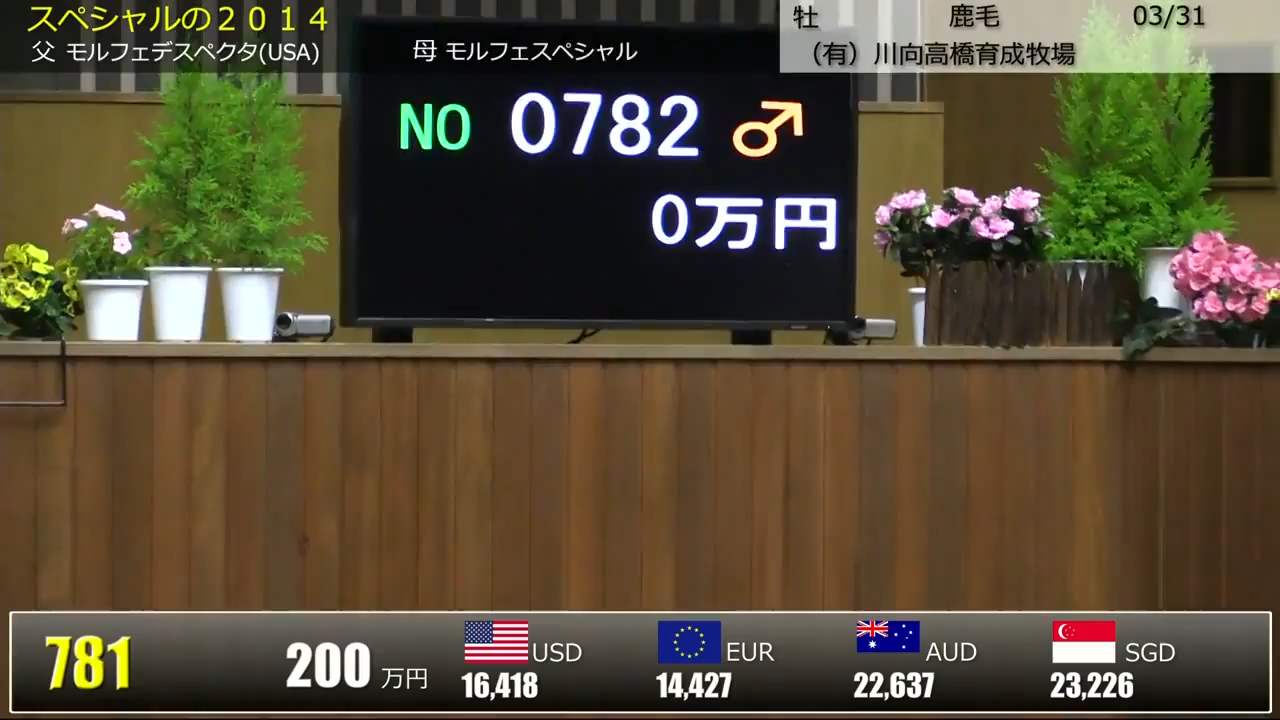 スペシャルの２０１４
父 モルフェデスペクタ(USA)
母 モルフェスペシャル
牡 鹿毛 03/31
（有）川向高橋育成牧場
NO 0782 ♂
0万円
781 200 万円
USD EUR AUD SGD
16,418 14,427 22,637 23,226